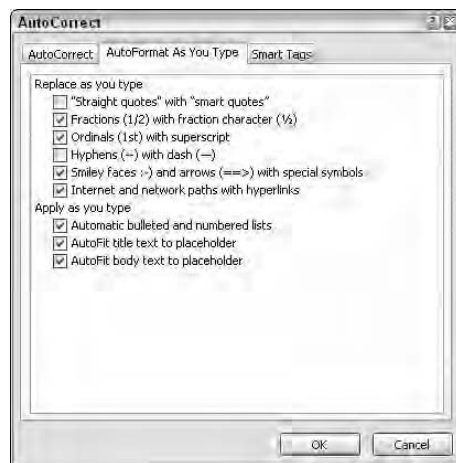 AutoCorrect
AutoCorrect AutoFormat As You Type Smart Tags
Replace as you type
"Straight quotes" with “smart quotes”
Fractions (1/2) with fraction character (½)
Ordinals (1st) with superscript
Hyphens (--) with dash (—)
Smiley faces :-) and arrows (==>) with special symbols
Internet and network paths with hyperlinks
Apply as you type
Automatic bulleted and numbered lists
AutoFit title text to placeholder
AutoFit body text to placeholder
OK Cancel